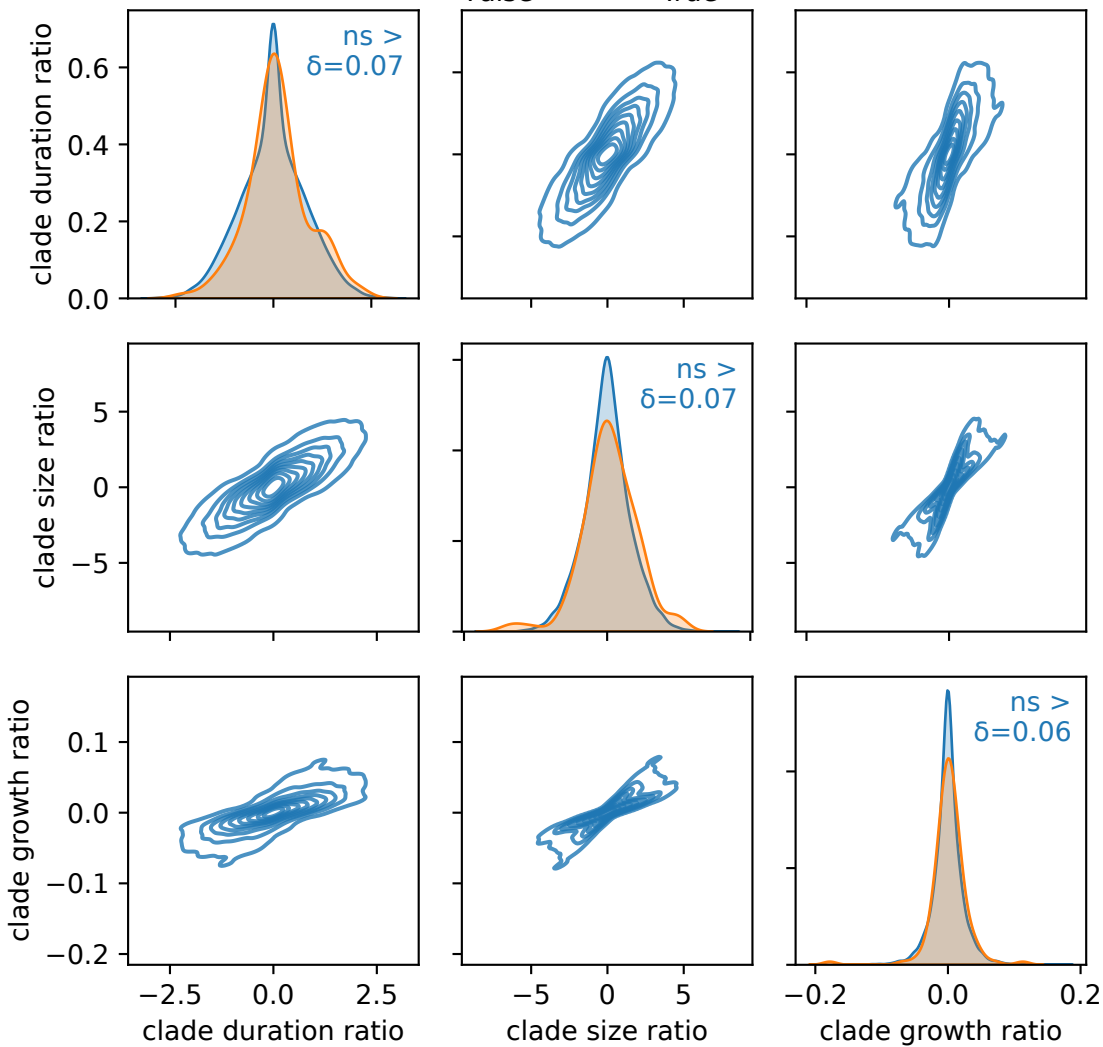 clade duration ratio
0.6
0.4
0.2
0.0
ns >
δ=0.07
clade size ratio
5
0
−5
ns >
δ=0.07
clade growth ratio
0.1
0.0
−0.1
−0.2
ns >
δ=0.06
−2.5 0.0 2.5
−5 0 5
−0.2 0.0 0.2
clade duration ratio
clade size ratio
clade growth ratio